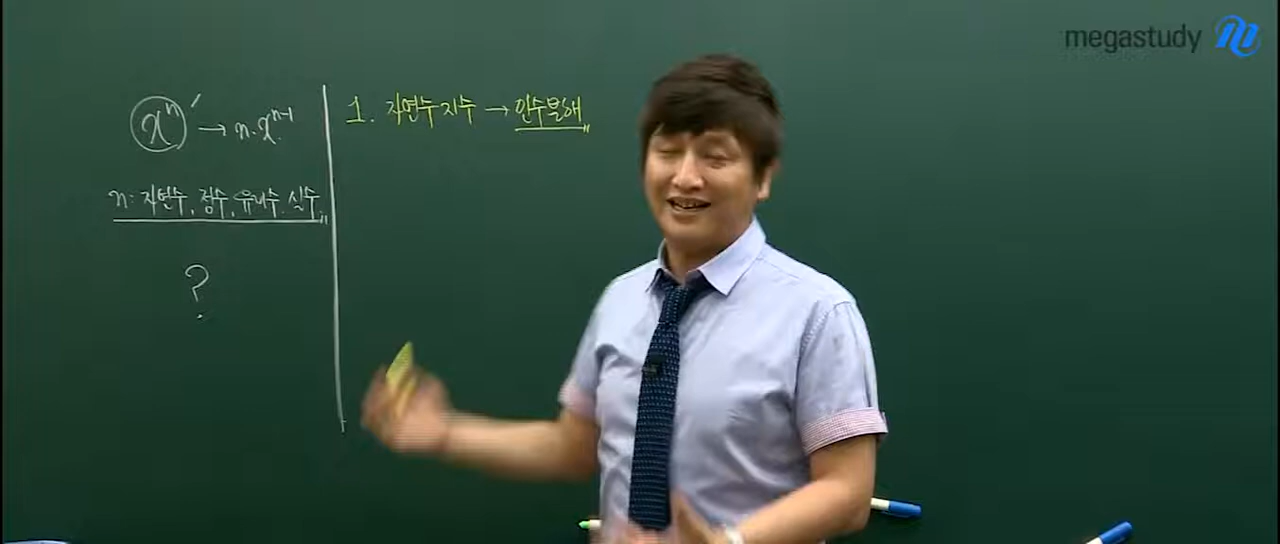 megastudy
xⁿ′ → n·xⁿ⁻¹
n: 자연수, 정수, 유리수, 실수
?
1. 자연수 지수 → 인수분해